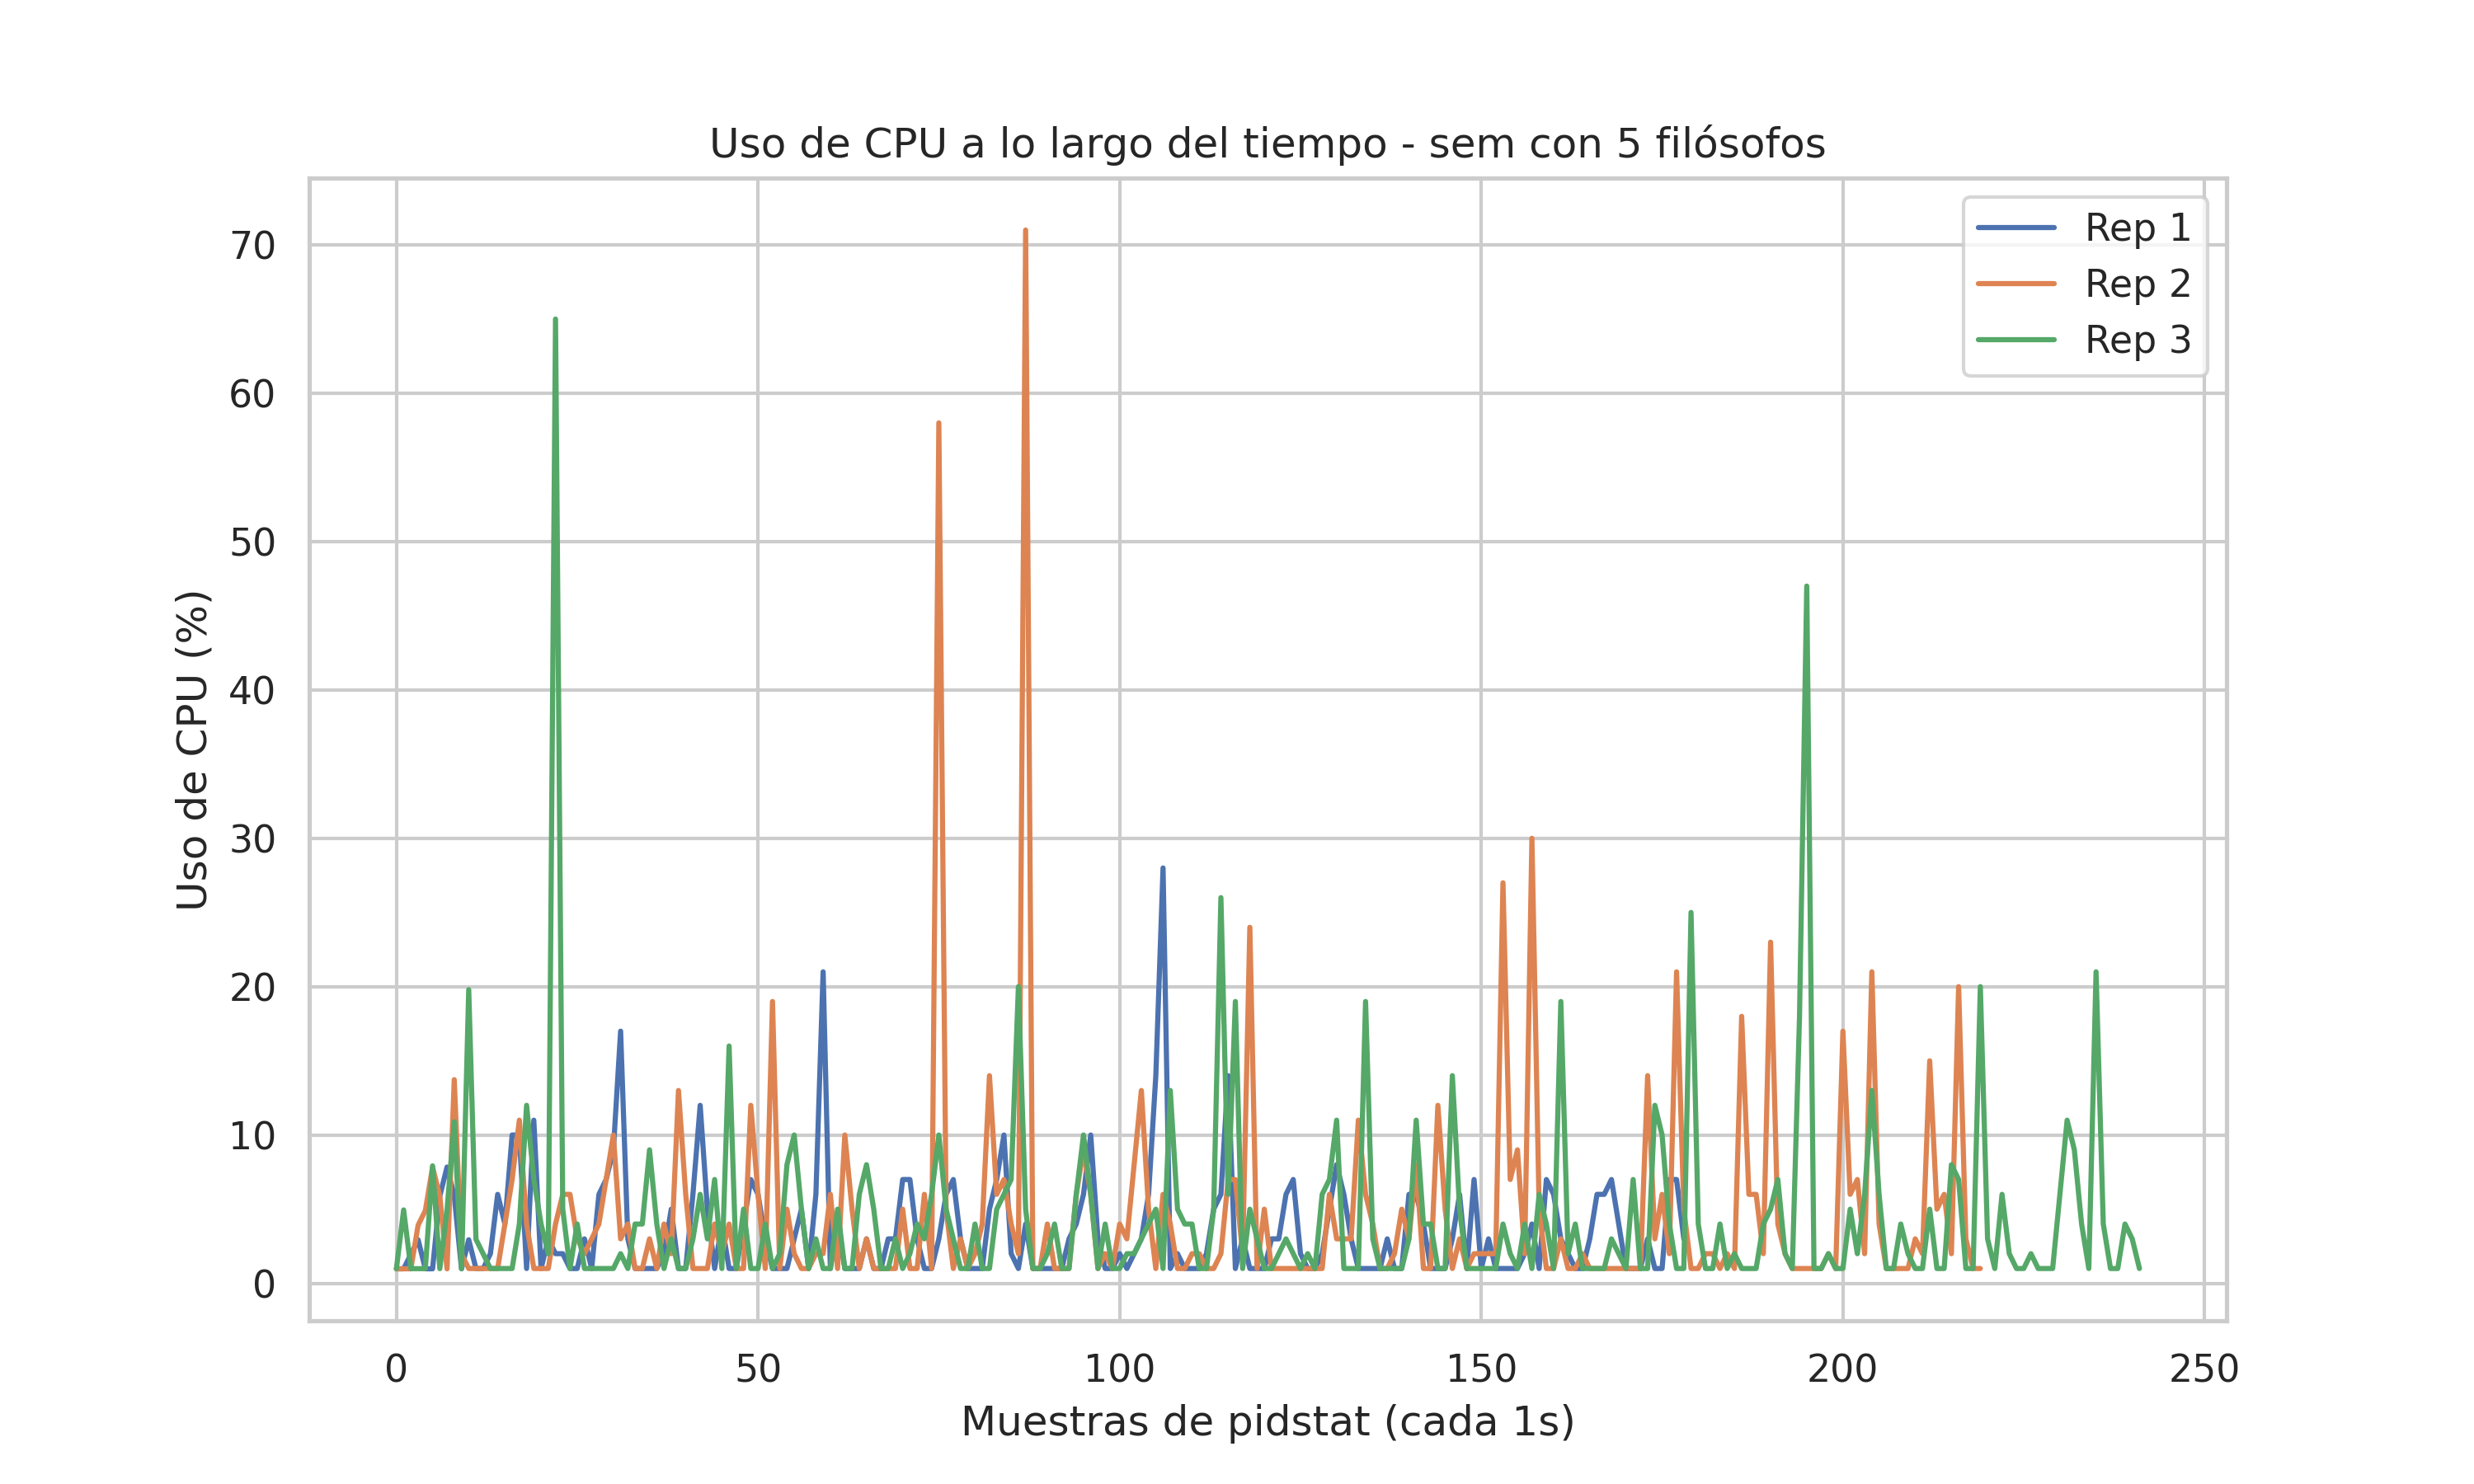 Uso de CPU a lo largo del tiempo - sem con 5 filósofos
Rep 1
Rep 2
Rep 3
70
60
50
40
30
20
10
0
Uso de CPU (%)
0 50 100 150 200 250
Muestras de pidstat (cada 1s)